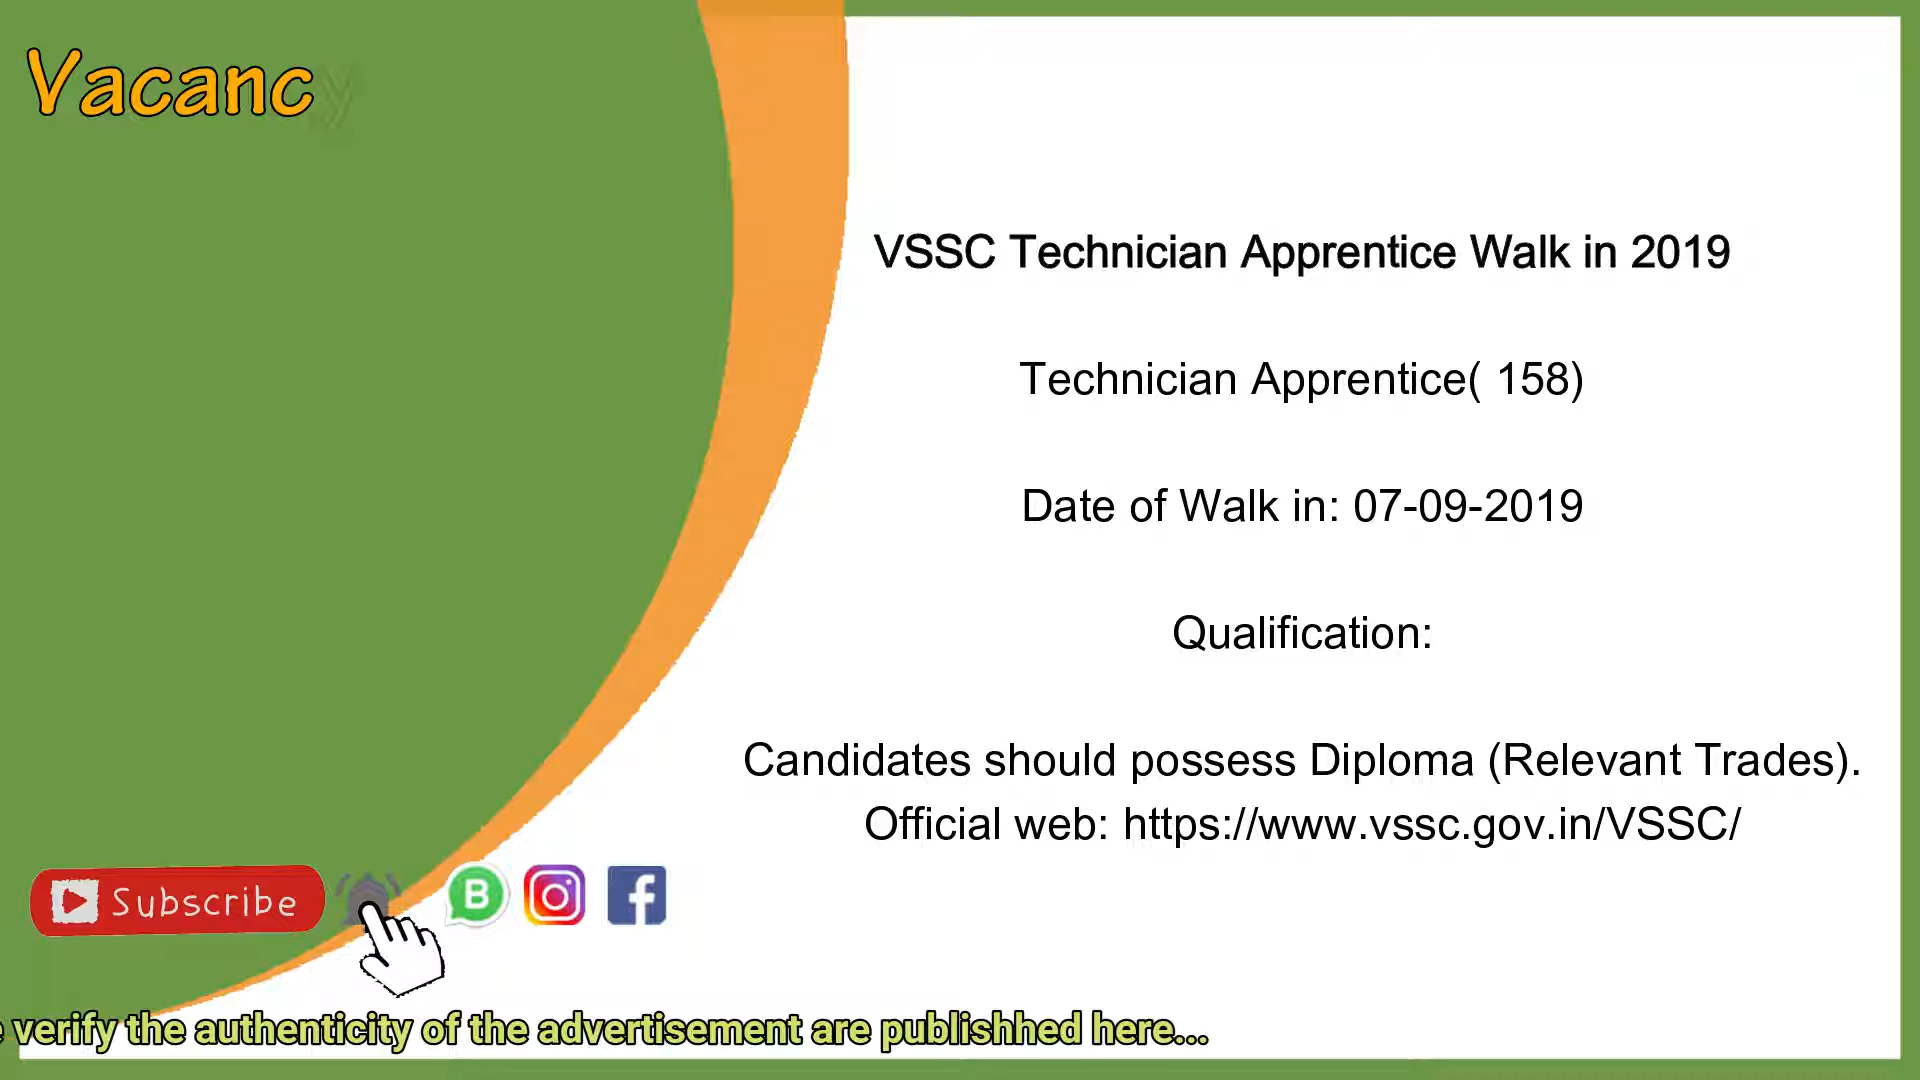 Vacancy
VSSC Technician Apprentice Walk in 2019
Technician Apprentice( 158)
Date of Walk in: 07-09-2019
Qualification:
Candidates should possess Diploma (Relevant Trades).
Official web: https://www.vssc.gov.in/VSSC/
Subscribe
B
verify the authenticity of the advertisement are publishhed here...